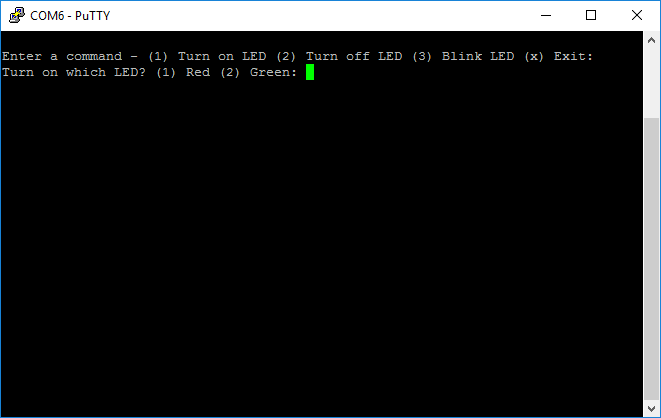 COM6 - PuTTY
Enter a command - (1) Turn on LED (2) Turn off LED (3) Blink LED (x) Exit:
Turn on which LED? (1) Red (2) Green: